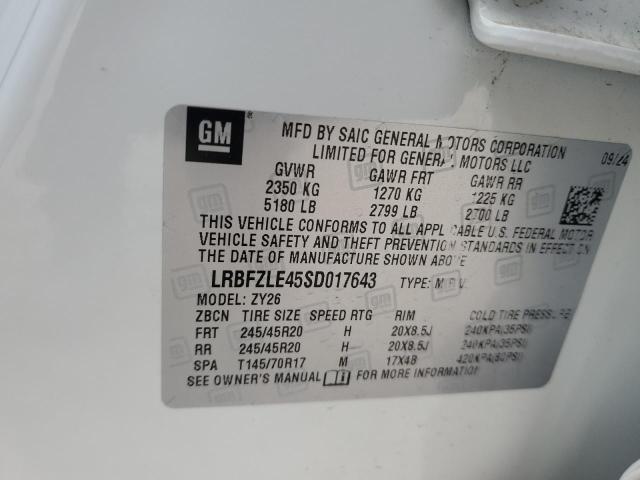 GM ®
MFD BY SAIC GENERAL MOTORS CORPORATION
LIMITED FOR GENERAL MOTORS LLC
09/24
GVWR GAWR FRT GAWR RR
2350 KG 1270 KG 1225 KG
5180 LB 2799 LB 2700 LB
THIS VEHICLE CONFORMS TO ALL APPLICABLE U.S. FEDERAL MOTOR
VEHICLE SAFETY AND THEFT PREVENTION STANDARDS IN EFFECT ON
THE DATE OF MANUFACTURE SHOWN ABOVE
LRBFZLE45SD017643 TYPE: M.P.V.
MODEL: ZY26
ZBCN TIRE SIZE SPEED RTG RIM COLD TIRE PRESSURE
FRT 245/45R20 H 20X8.5J 240KPA(35PSI)
RR 245/45R20 H 20X8.5J 240KPA(35PSI)
SPA T145/70R17 M 17X4B 420KPA(60PSI)
SEE OWNER'S MANUAL FOR MORE INFORMATION